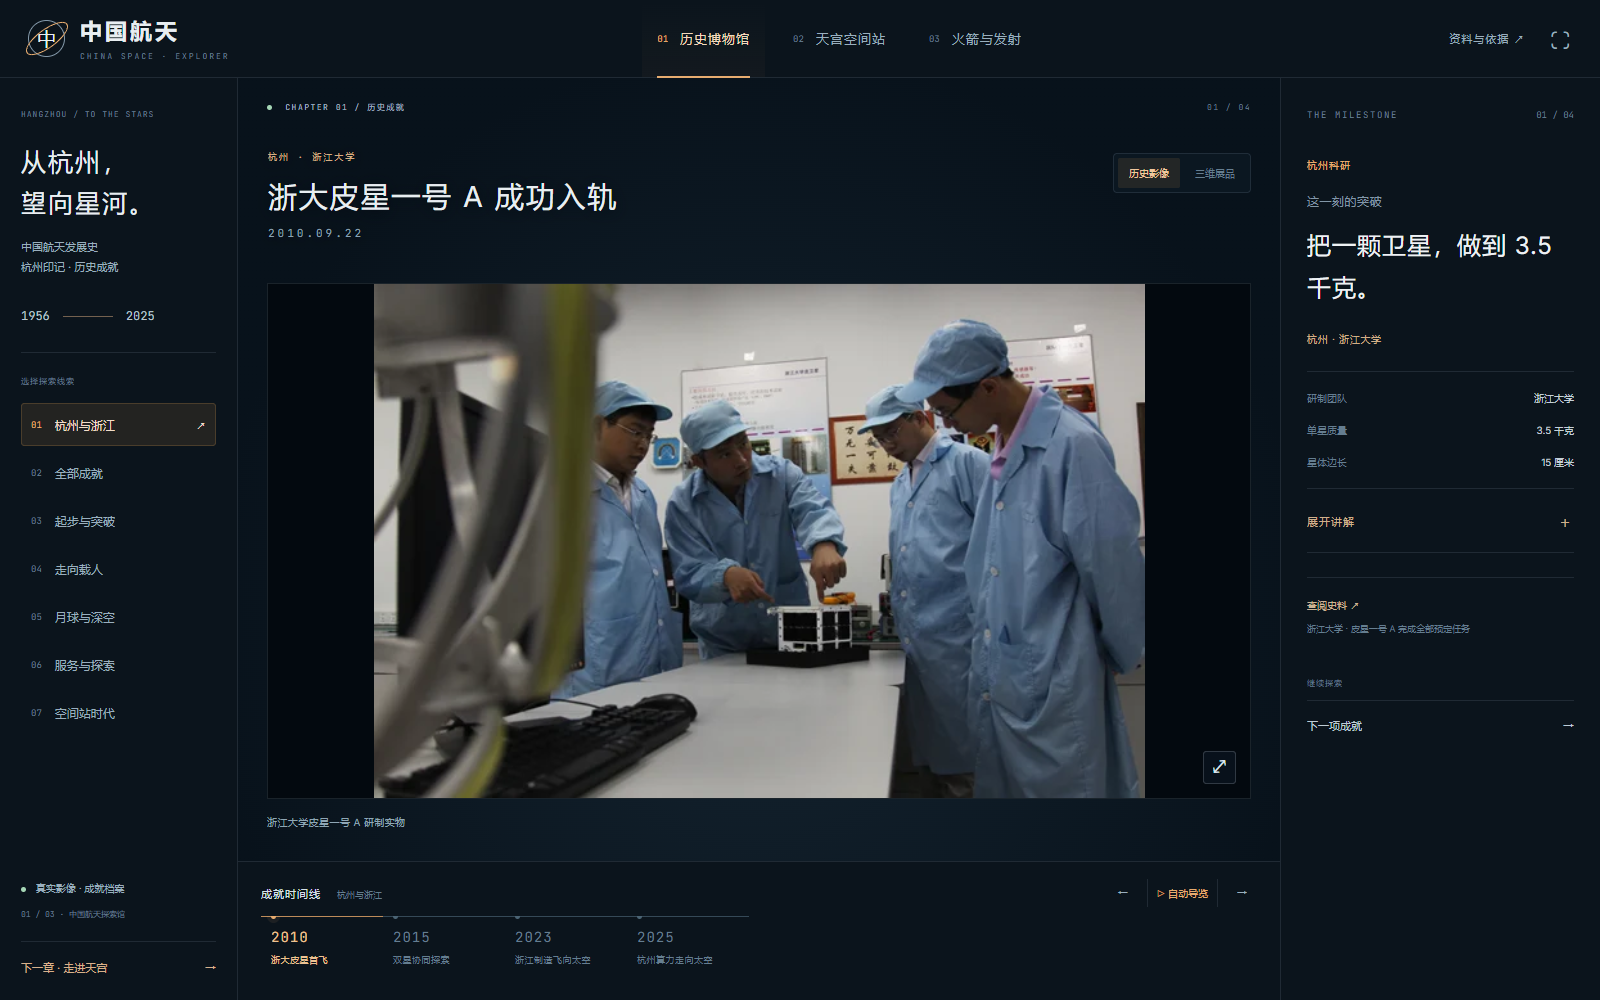 中
中国航天
CHINA SPACE · EXPLORER
01 历史博物馆
02 天宫空间站
03 火箭与发射
资料与依据 ↗
HANGZHOU / TO THE STARS
从杭州，
望向星河。
中国航天发展史
杭州印记 · 历史成就
1956 2025
选择探索线索
01 杭州与浙江 ↗
02 全部成就
03 起步与突破
04 走向载人
05 月球与深空
06 服务与探索
07 空间站时代
真实影像 · 成就档案
01 / 03 · 中国航天探索馆
下一章 · 走进天宫 →
CHAPTER 01 / 历史成就
01 / 04
杭州 · 浙江大学
浙大皮星一号 A 成功入轨
2010.09.22
历史影像
三维展品
浙江大学皮星一号 A 研制实物
成就时间线 杭州与浙江
← ▷ 自动导览 →
2010
浙大皮星首飞
2015
双星协同探索
2023
浙江制造飞向太空
2025
杭州算力走向太空
THE MILESTONE 01 / 04
杭州科研
这一刻的突破
把一颗卫星，做到 3.5
千克。
杭州 · 浙江大学
研制团队 浙江大学
单星质量 3.5 千克
星体边长 15 厘米
展开讲解 +
查阅史料 ↗
浙江大学 · 皮星一号 A 完成全部预定任务
继续探索
下一项成就 →